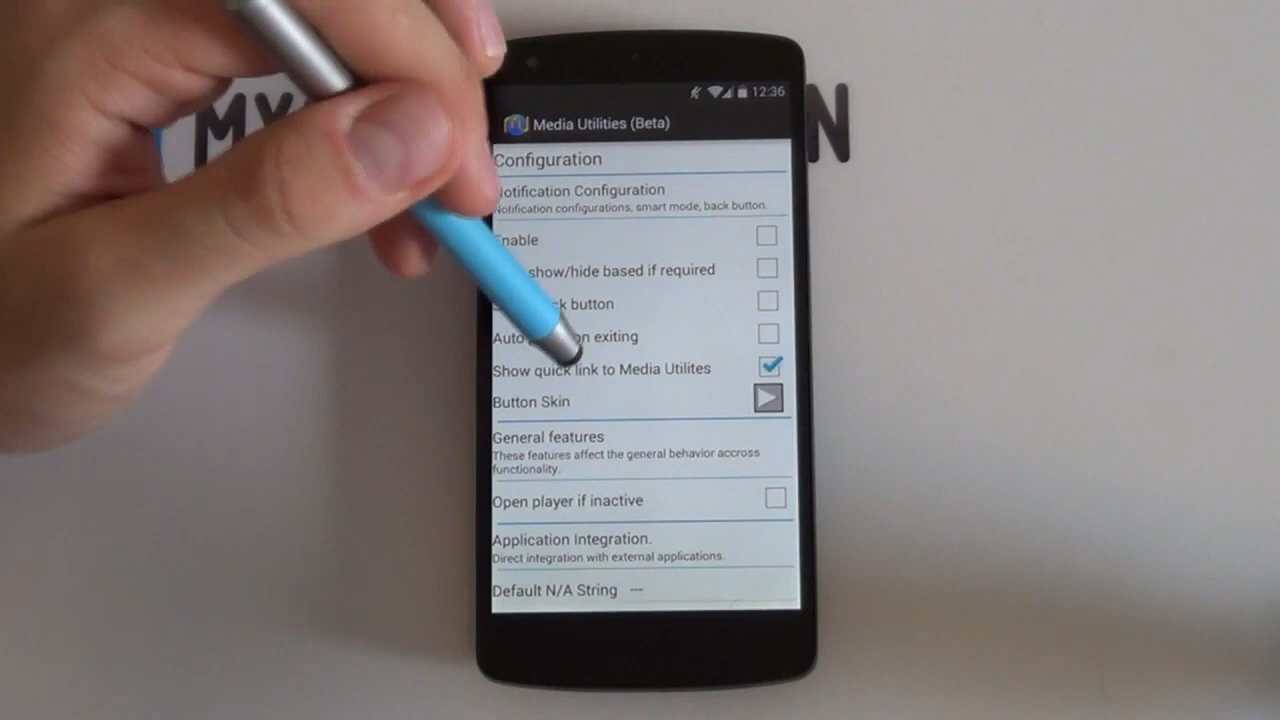 MY
N
12:36
Media Utilities (Beta)
Configuration
Notification Configuration
Notification configurations, smart mode, back button.
Enable
show/hide based if required
button
Auto exiting
Show quick link to Media Utilites
Button Skin
General features
These features affect the general behavior accross
functionality.
Open player if inactive
Application Integration.
Direct integration with external applications.
Default N/A String ---